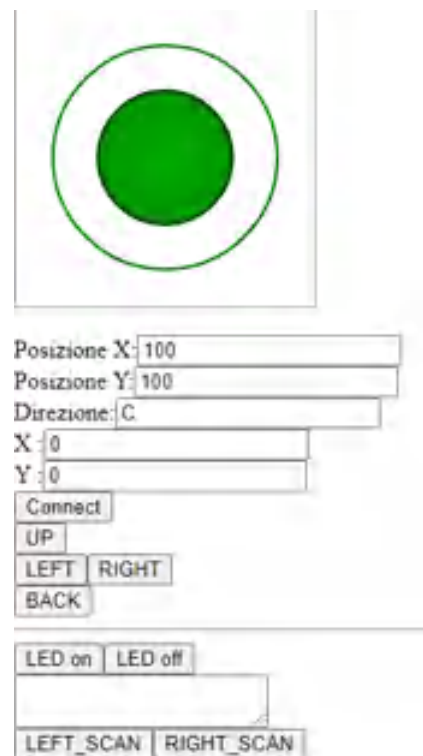 Posizione X: 100
Posizione Y: 100
Direzione: C
X : 0
Y : 0
Connect
UP
LEFT RIGHT
BACK
LED on LED off
LEFT_SCAN RIGHT_SCAN